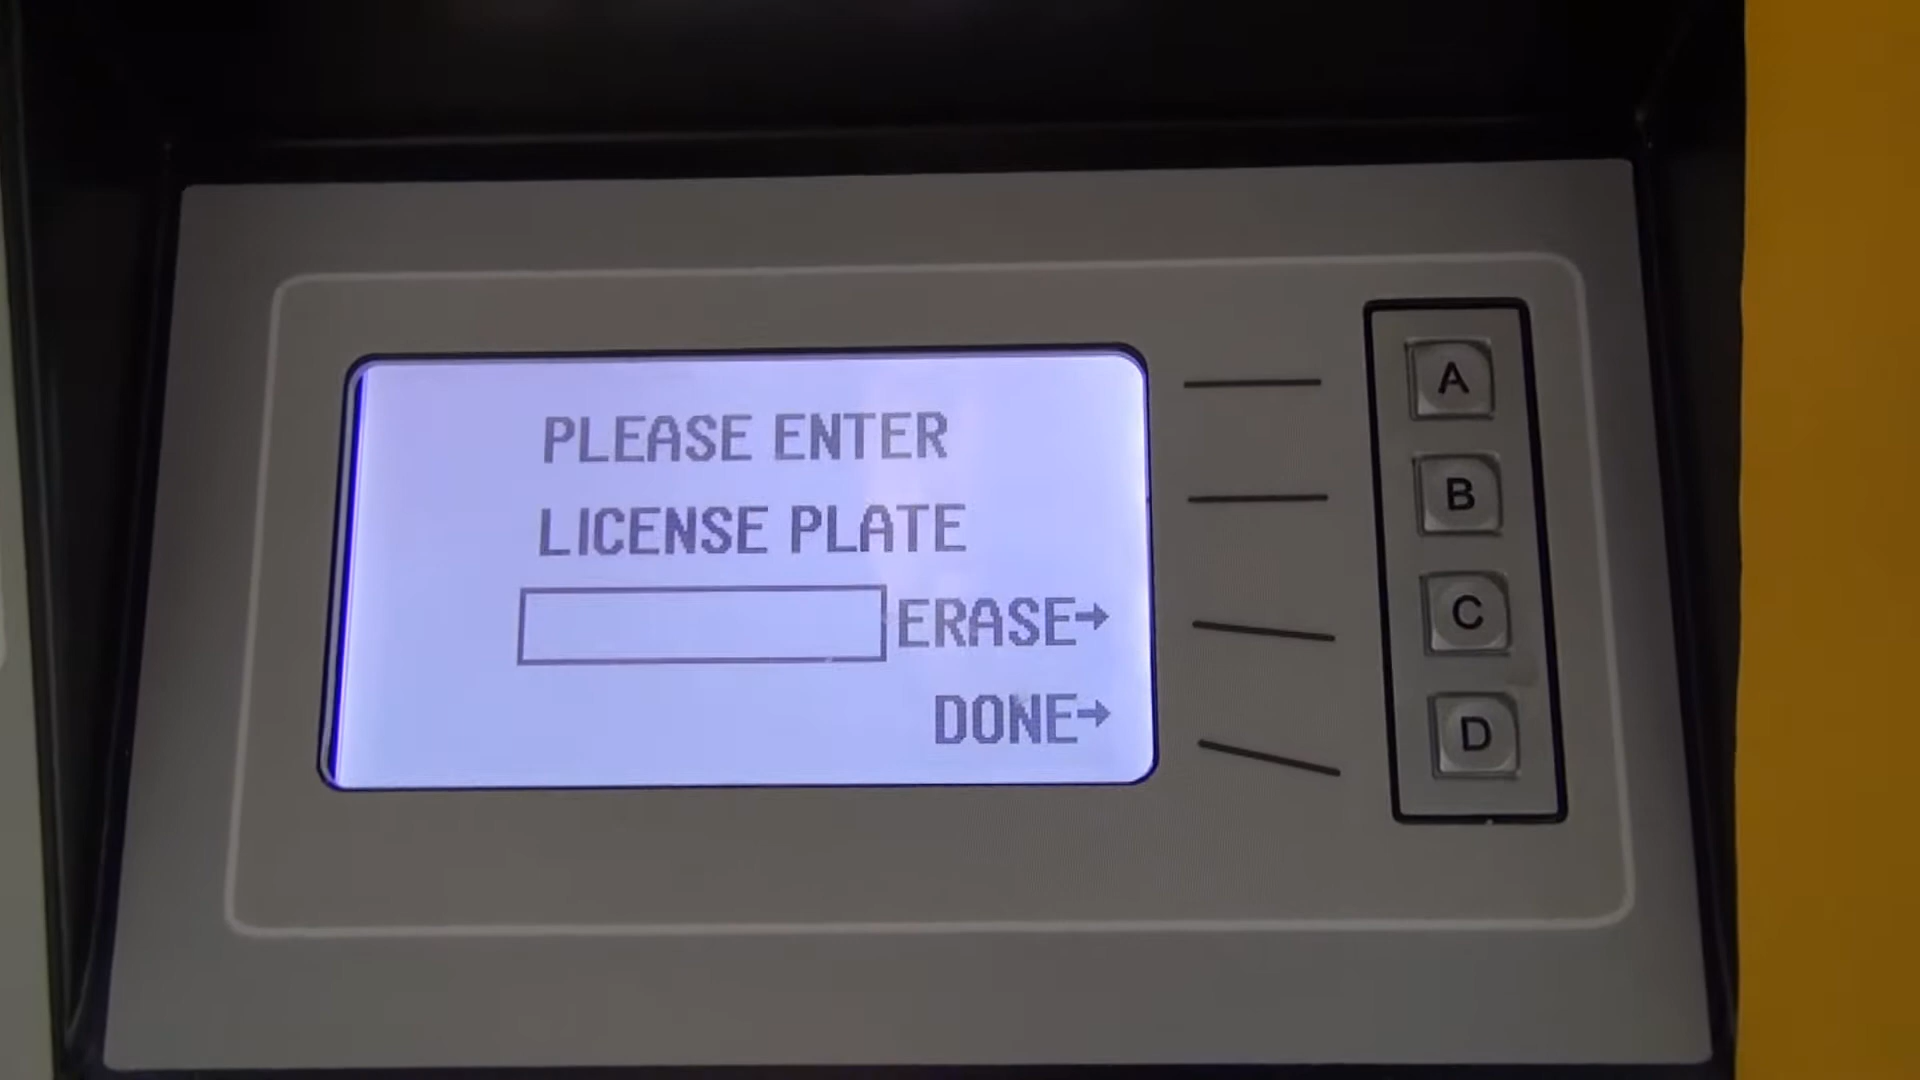 PLEASE ENTER
LICENSE PLATE
ERASE→
DONE→
A
B
C
D